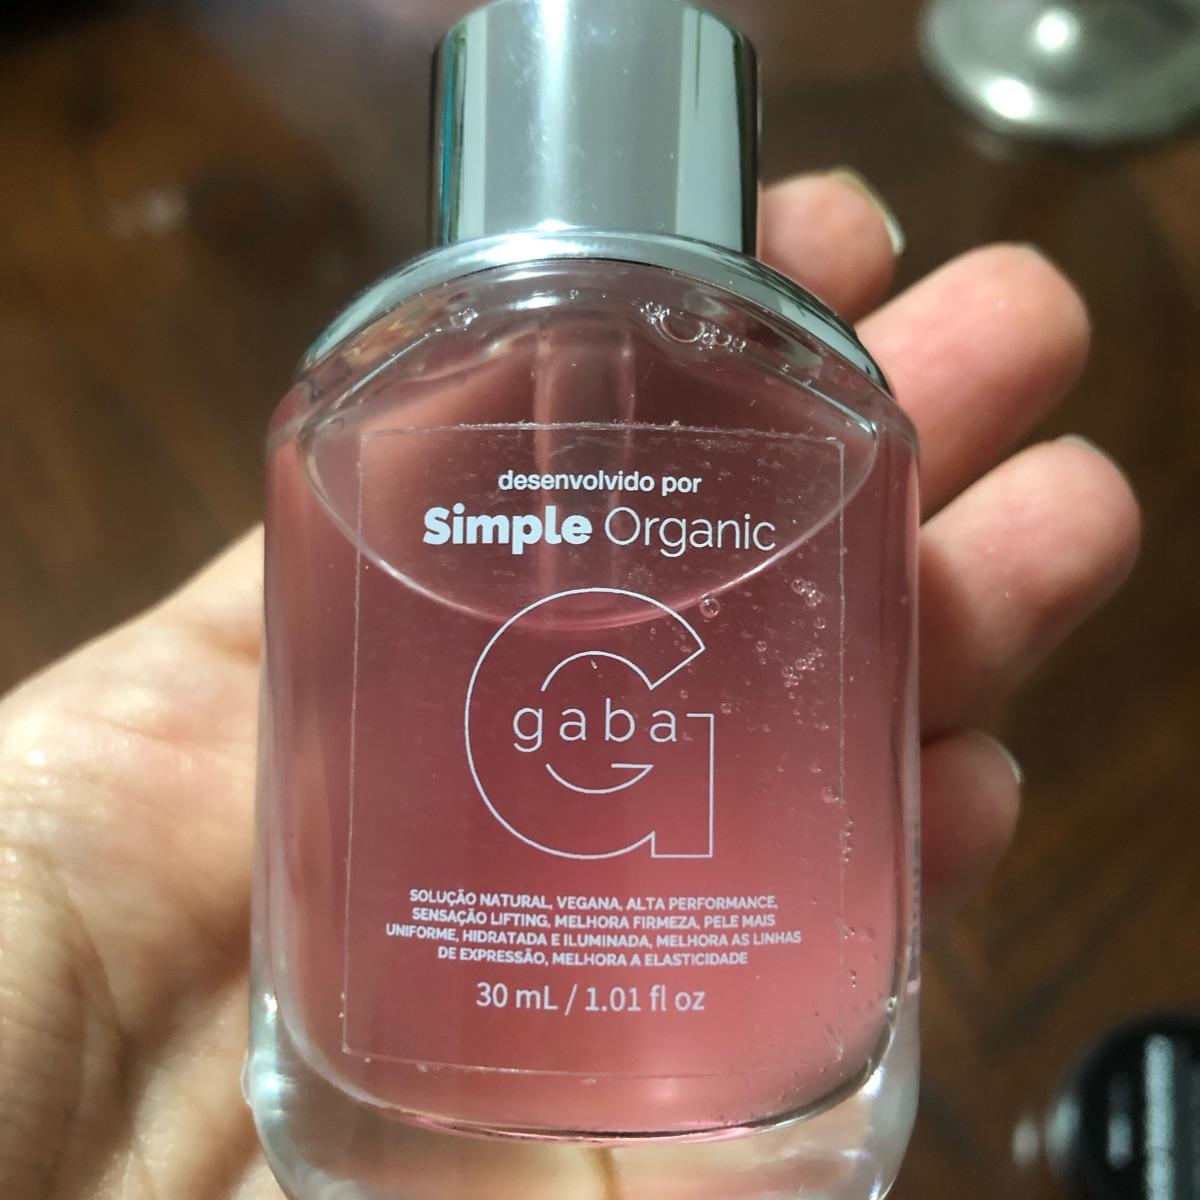 desenvolvido por
Simple Organic
G
gaba
SOLUÇÃO NATURAL, VEGANA, ALTA PERFORMANCE,
SENSAÇÃO LIFTING, MELHORA FIRMEZA, PELE MAIS
UNIFORME, HIDRATADA E ILUMINADA, MELHORA AS LINHAS
DE EXPRESSÃO, MELHORA A ELASTICIDADE
30 mL / 1.01 fl oz